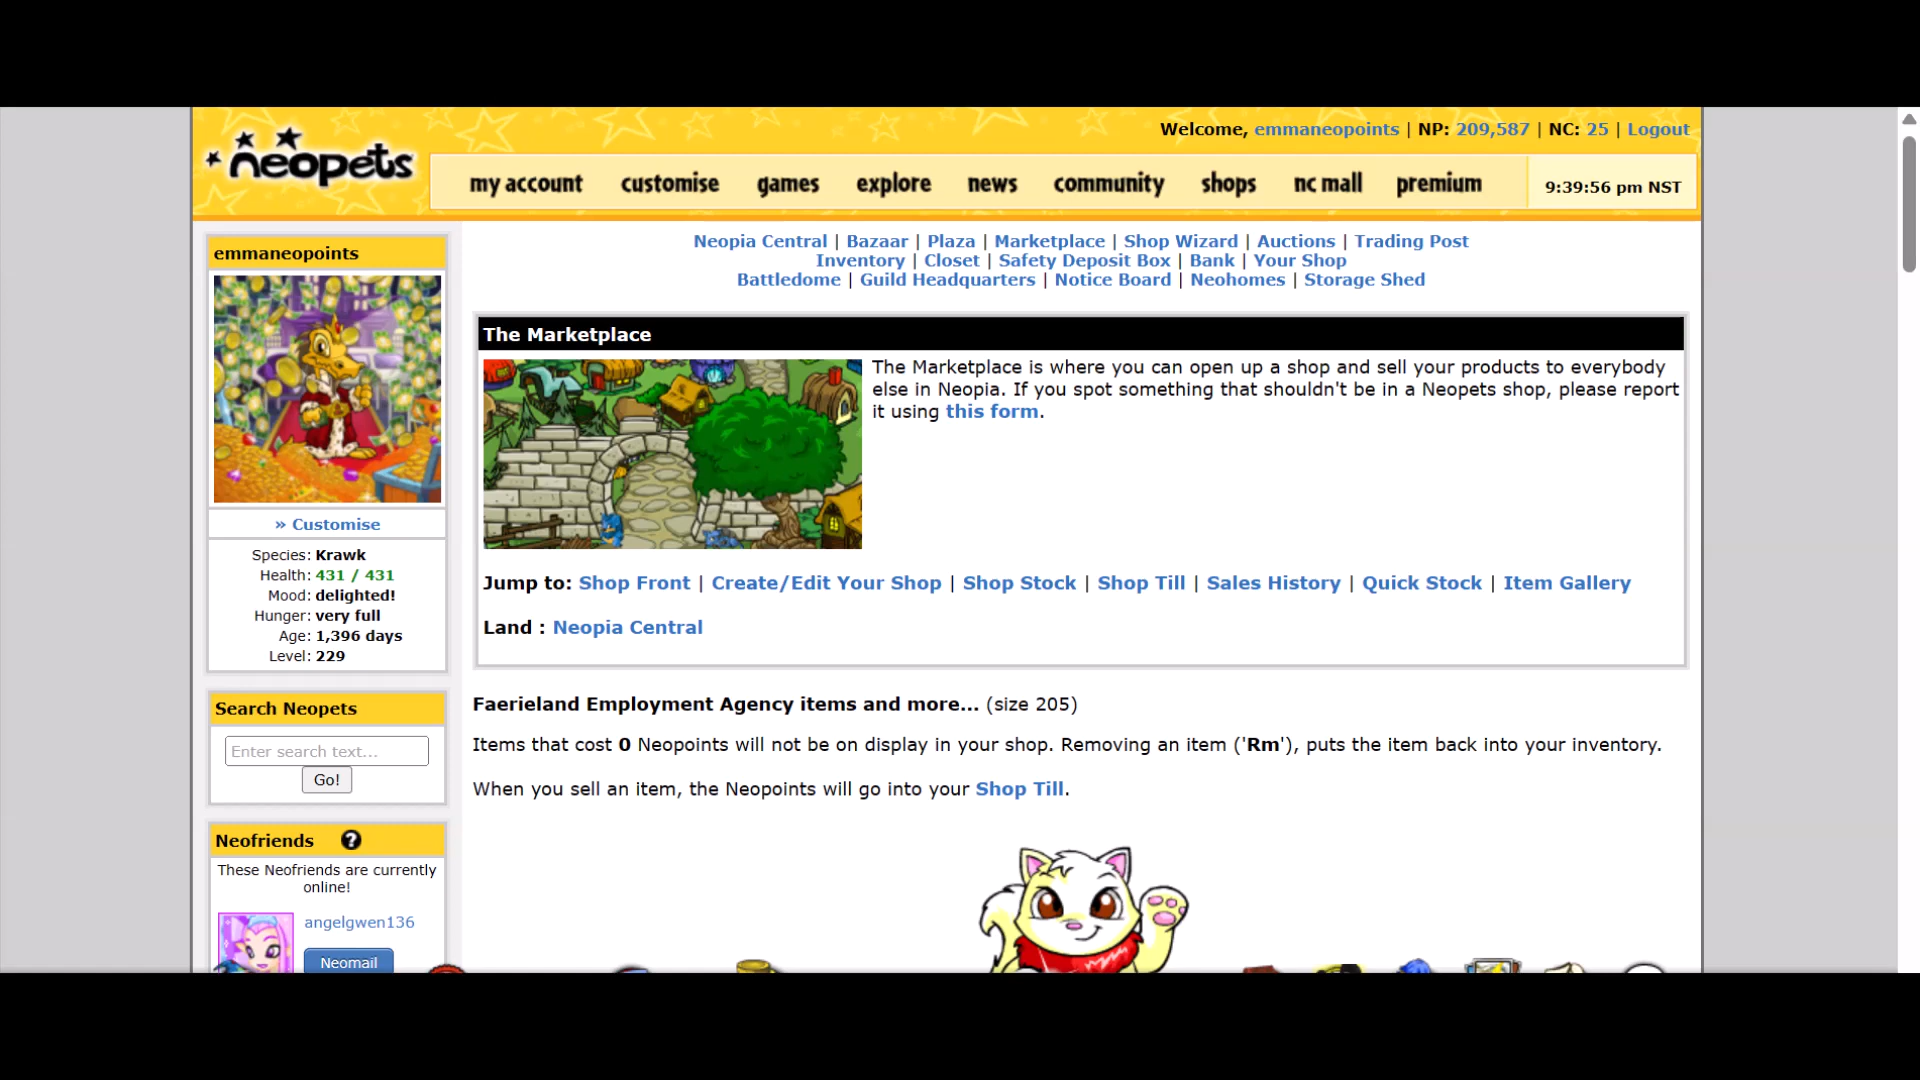 neopets
Welcome, emmaneopoints | NP: 209,587 | NC: 25 | Logout
my account customise games explore news community shops nc mall premium
9:39:56 pm NST
emmaneopoints
» Customise
Species: Krawk
Health: 431 / 431
Mood: delighted!
Hunger: very full
Age: 1,396 days
Level: 229
Search Neopets
Enter search text...
Go!
Neofriends ?
These Neofriends are currently
online!
angelgwen136
Neomail
Neopia Central | Bazaar | Plaza | Marketplace | Shop Wizard | Auctions | Trading Post
Inventory | Closet | Safety Deposit Box | Bank | Your Shop
Battledome | Guild Headquarters | Notice Board | Neohomes | Storage Shed
The Marketplace
The Marketplace is where you can open up a shop and sell your products to everybody
else in Neopia. If you spot something that shouldn't be in a Neopets shop, please report
it using this form.
Jump to: Shop Front | Create/Edit Your Shop | Shop Stock | Shop Till | Sales History | Quick Stock | Item Gallery
Land : Neopia Central
Faerieland Employment Agency items and more... (size 205)
Items that cost 0 Neopoints will not be on display in your shop. Removing an item ('Rm'), puts the item back into your inventory.
When you sell an item, the Neopoints will go into your Shop Till.